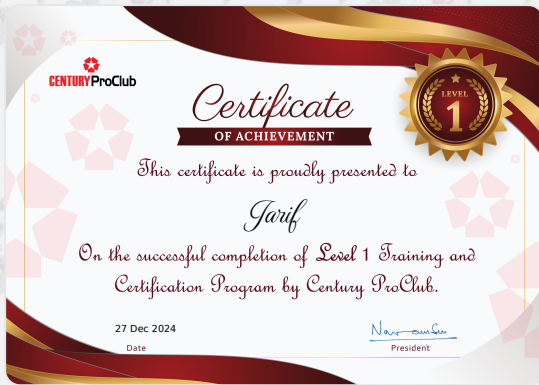 CENTURY ProClub
Certificate
OF ACHIEVEMENT
LEVEL
1
This certificate is proudly presented to
Jarif
On the successful completion of Level 1 Training and
Certification Program by Century ProClub.
27 Dec 2024
Date
President